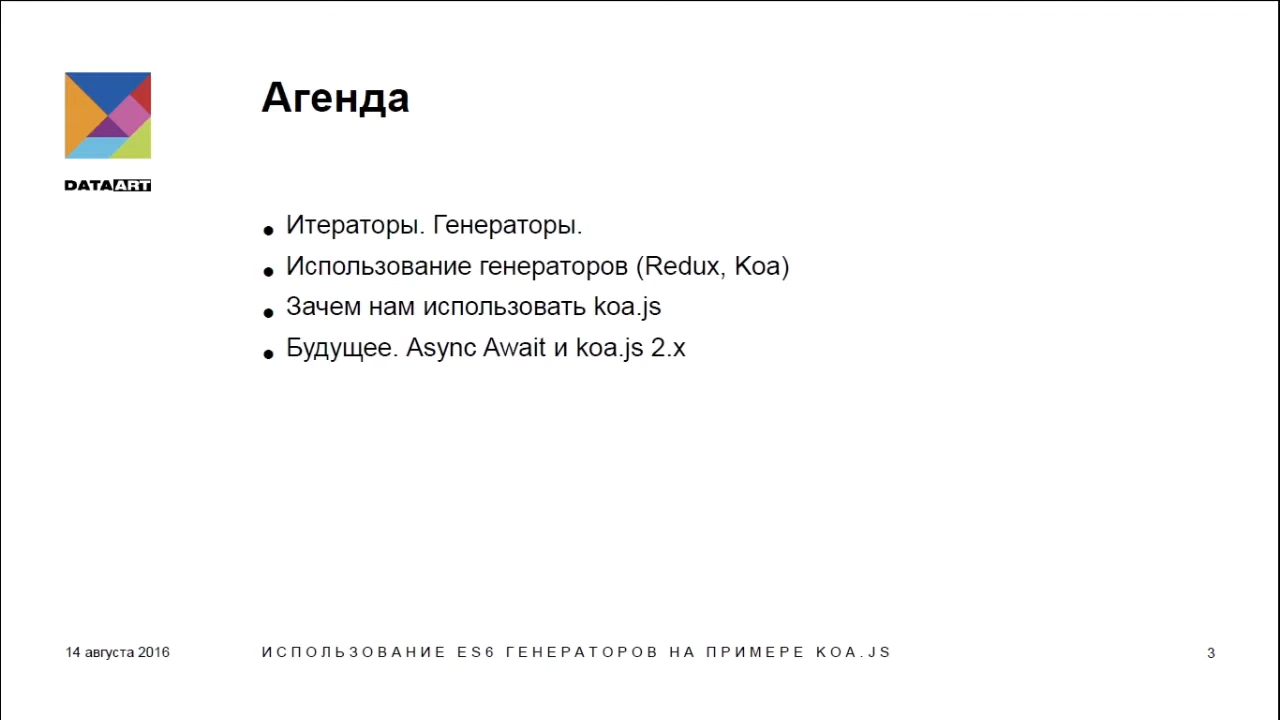 Агенда
DATAART
Итераторы. Генераторы.
Использование генераторов (Redux, Koa)
Зачем нам использовать koa.js
Будущее. Async Await и koa.js 2.x
14 августа 2016
ИСПОЛЬЗОВАНИЕ ES6 ГЕНЕРАТОРОВ НА ПРИМЕРЕ KOA.JS
3